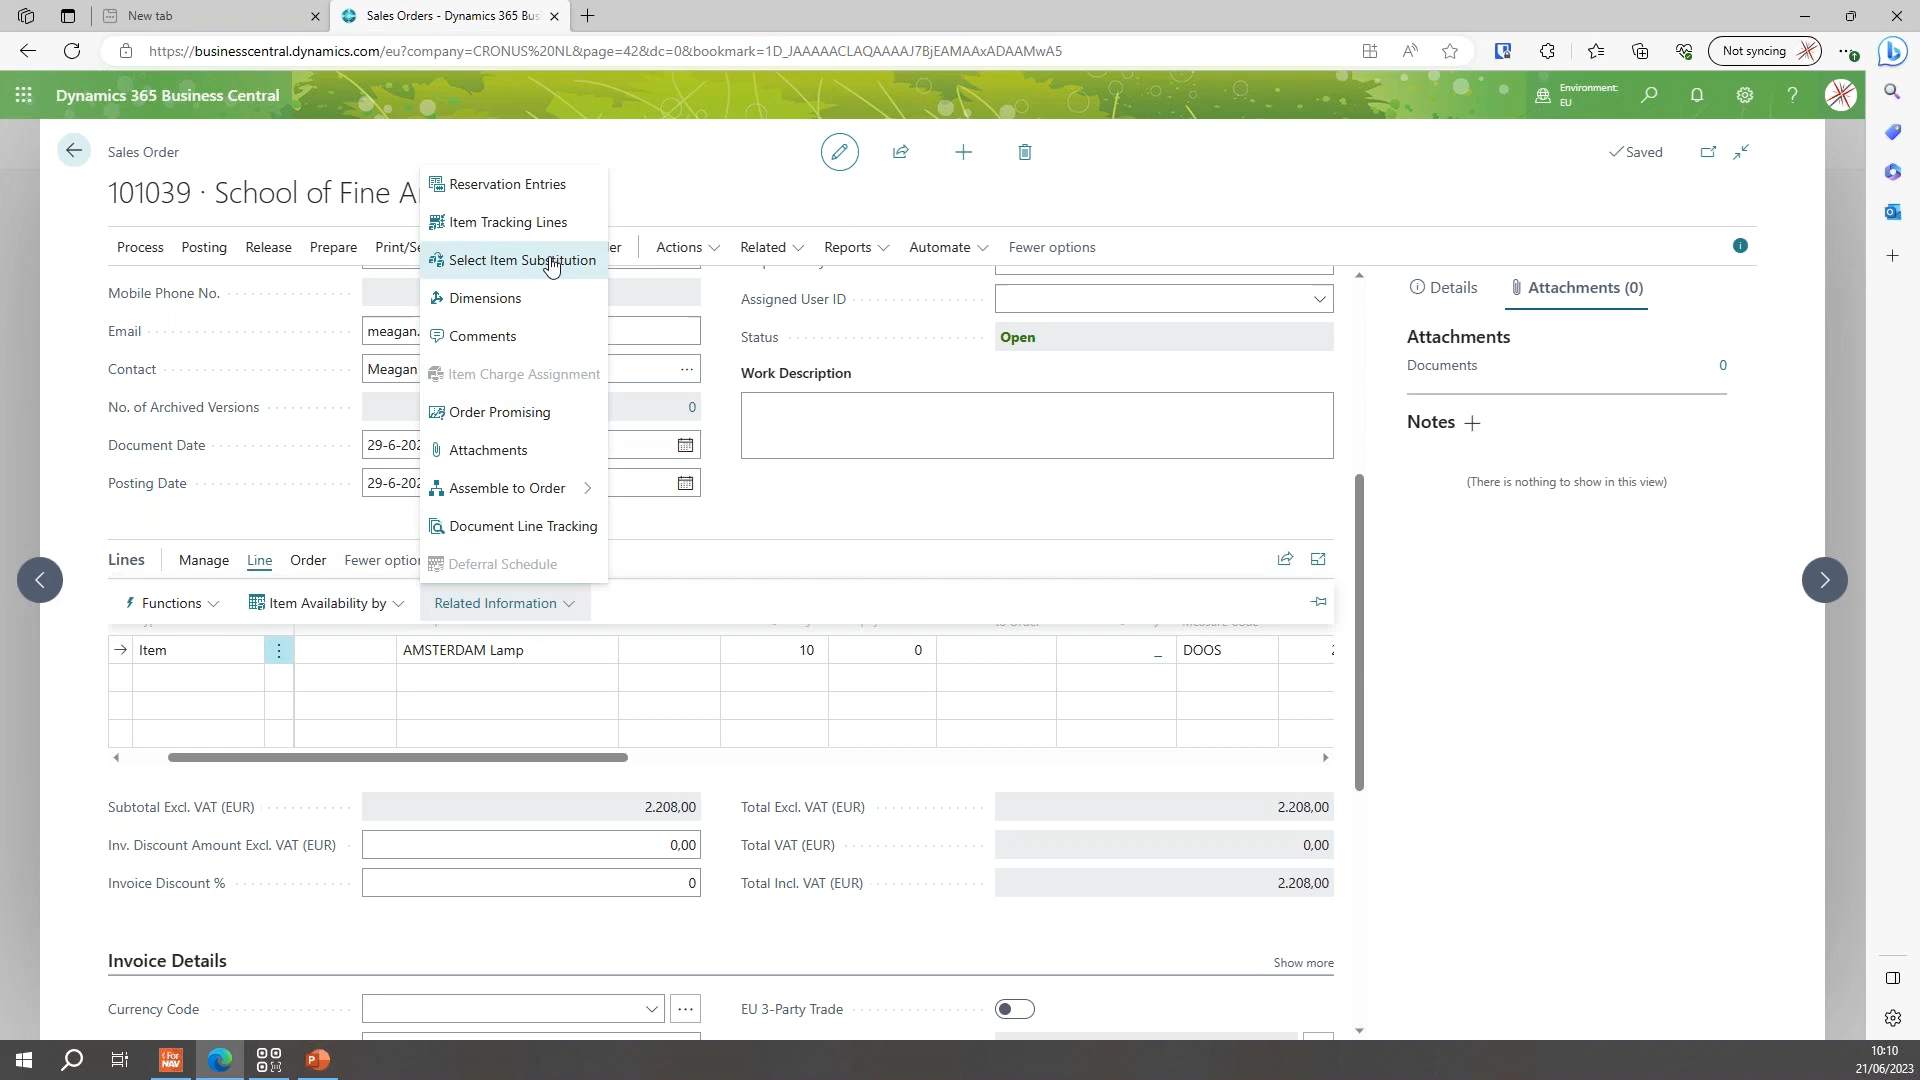 New tab
Sales Orders - Dynamics 365 Bus
https://businesscentral.dynamics.com/eu?company=CRONUS%20NL&page=42&dc=0&bookmark=1D_JAAAAACLAQAAAAJ7BjEAMAAxADAAMwA5
Not syncing
Dynamics 365 Business Central
Environment:
EU
Sales Order
Saved
101039 · School of Fine A
Process Posting Release Prepare Print/Se er Actions Related Reports Automate Fewer options
Reservation Entries
Item Tracking Lines
Select Item Substitution
Dimensions
Comments
Item Charge Assignment
Order Promising
Attachments
Assemble to Order
Document Line Tracking
Deferral Schedule
Mobile Phone No.
Email meagan.
Contact Meagan
No. of Archived Versions 0
Document Date 29-6-202
Posting Date 29-6-202
Assigned User ID
Status Open
Work Description
Details Attachments (0)
Attachments
Documents 0
Notes
(There is nothing to show in this view)
Lines Manage Line Order Fewer option
Functions Item Availability by Related Information
Item AMSTERDAM Lamp 10 0 _ DOOS
Subtotal Excl. VAT (EUR) 2.208,00 Total Excl. VAT (EUR) 2.208,00
Inv. Discount Amount Excl. VAT (EUR) 0,00 Total VAT (EUR) 0,00
Invoice Discount % 0 Total Incl. VAT (EUR) 2.208,00
Invoice Details Show more
Currency Code EU 3-Party Trade
10:10
21/06/2023